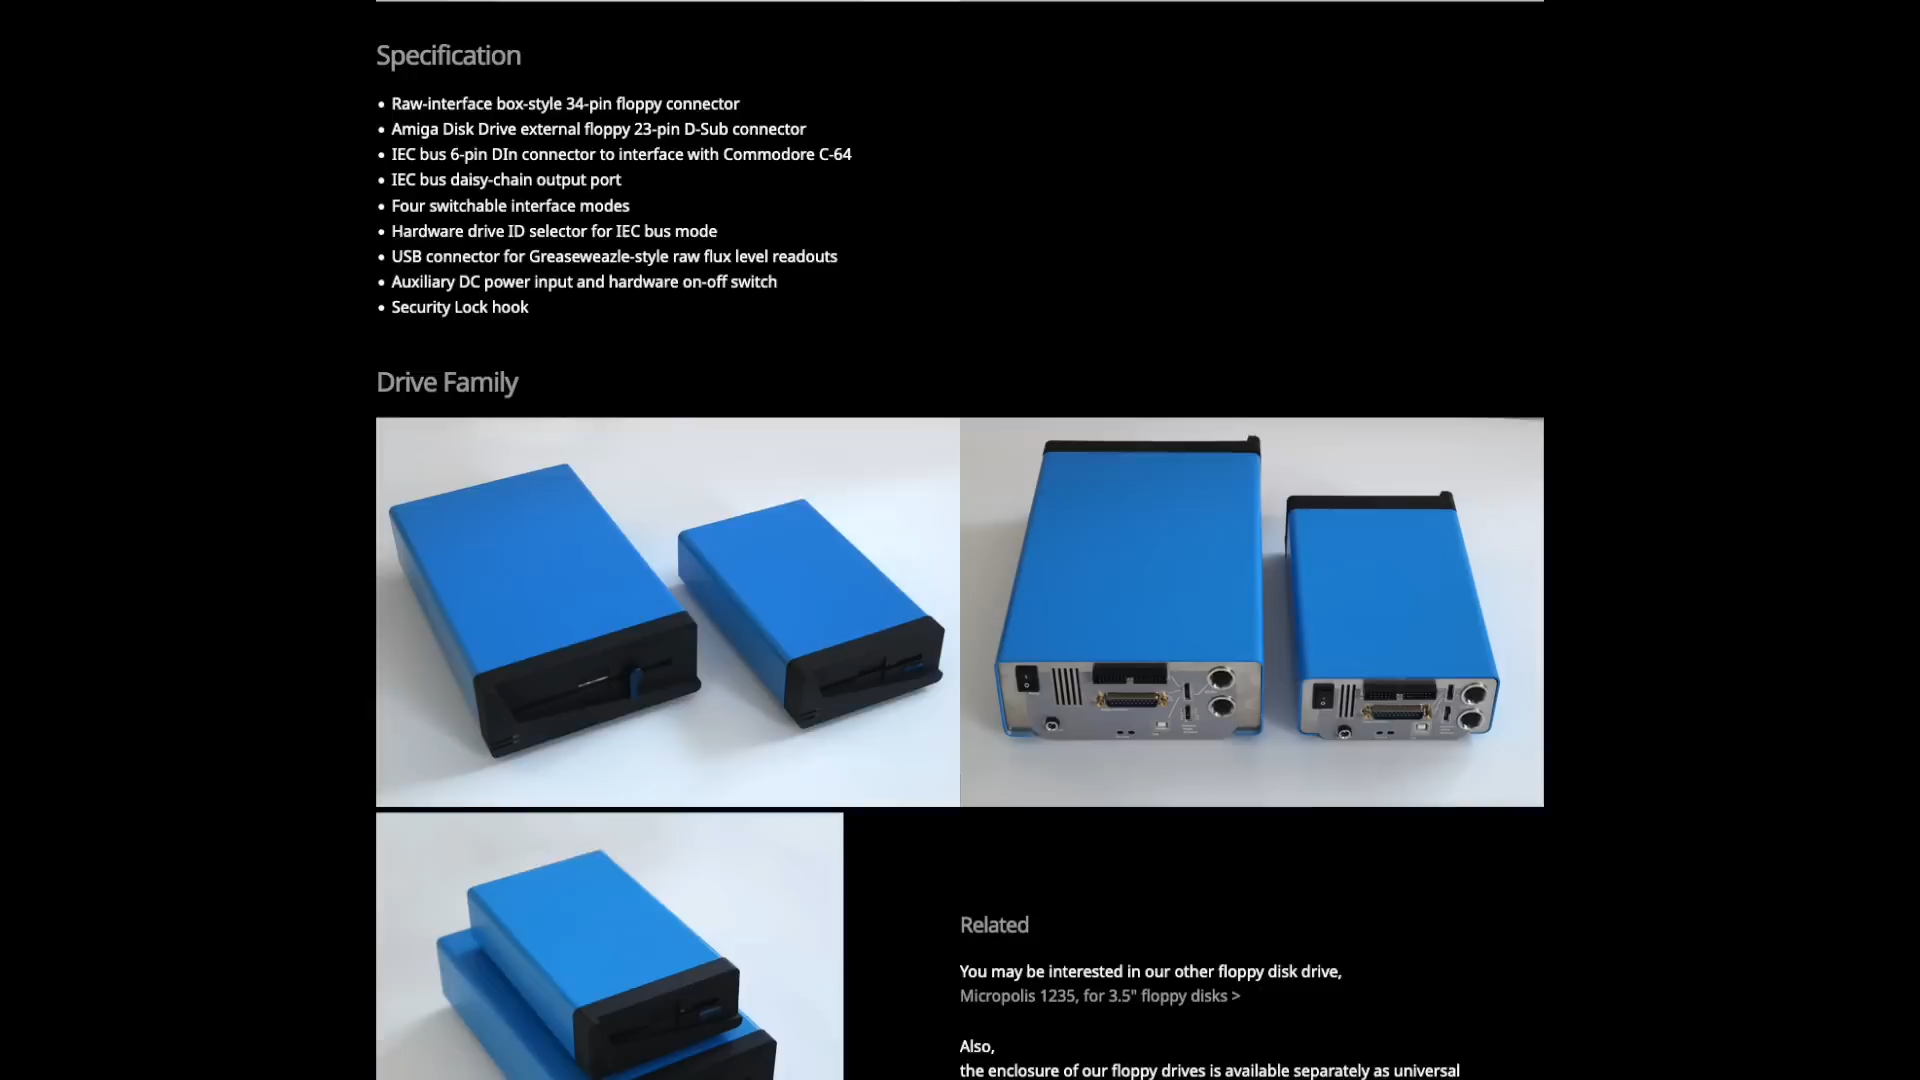 Specification
• Raw-interface box-style 34-pin floppy connector
• Amiga Disk Drive external floppy 23-pin D-Sub connector
• IEC bus 6-pin DIn connector to interface with Commodore C-64
• IEC bus daisy-chain output port
• Four switchable interface modes
• Hardware drive ID selector for IEC bus mode
• USB connector for Greaseweazle-style raw flux level readouts
• Auxiliary DC power input and hardware on-off switch
• Security Lock hook
Drive Family
Related
You may be interested in our other floppy disk drive,
Micropolis 1235, for 3.5" floppy disks >
Also,
the enclosure of our floppy drives is available separately as universal